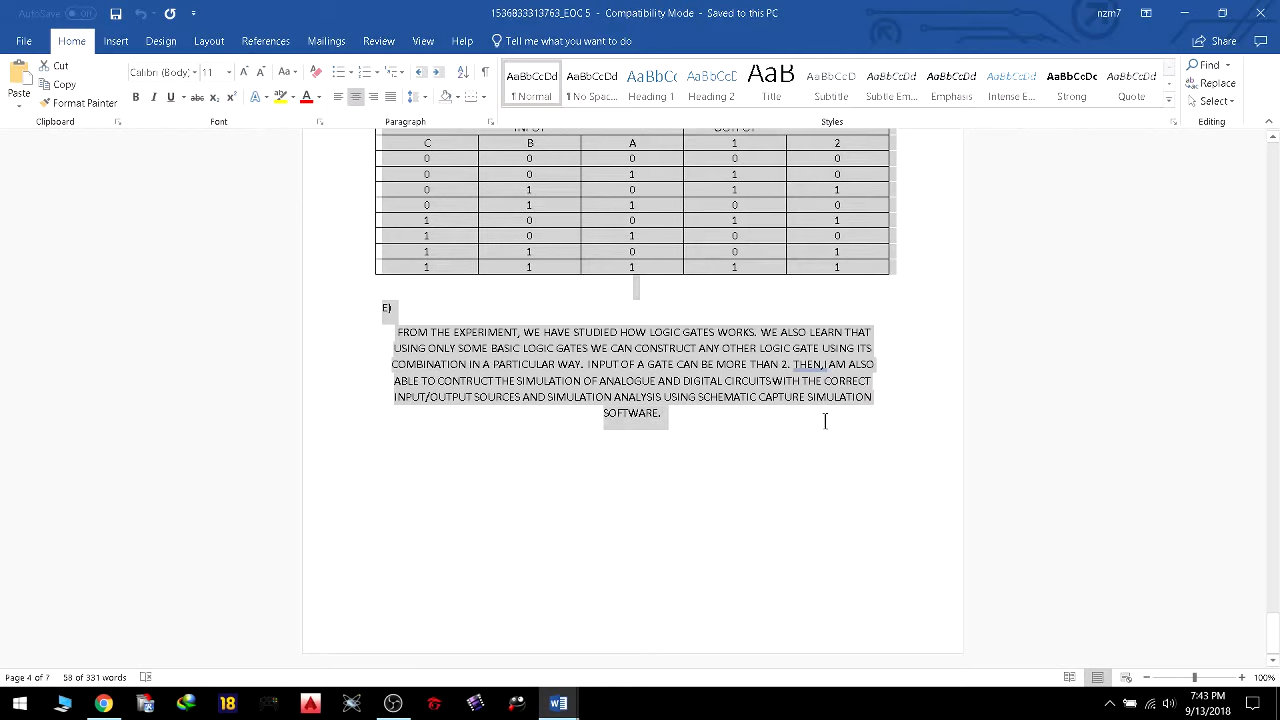 AutoSave Off
1536833313763_EOC 5 - Compatibility Mode - Saved to this PC
nzm7
File Home Insert Design Layout References Mailings Review View Help Tell me what you want to do Share
Paste
Cut
Copy
Format Painter
Clipboard
Calibri (Body) 11
Font
Paragraph
AaBbCcDd AaBbCcDd AaBbCc AaBbCcD AaB AaBbCcD AaBbCcDd AaBbCcDd AaBbCcDd AaBbCcDd AaBbCcDd
¶ Normal ¶ No Spac... Heading 1 Heading 2 Title Subtitle Subtle Em... Emphasis Intense E... Strong Quote
Styles
Find
Replace
Select
Editing
C B A 1 2
0 0 0 0 0
0 0 1 1 0
0 1 0 1 1
0 1 1 0 0
1 0 0 1 1
1 0 1 0 0
1 1 0 0 1
1 1 1 1 1
E)
FROM THE EXPERIMENT, WE HAVE STUDIED HOW LOGIC GATES WORKS. WE ALSO LEARN THAT
USING ONLY SOME BASIC LOGIC GATES WE CAN CONSTRUCT ANY OTHER LOGIC GATE USING ITS
COMBINATION IN A PARTICULAR WAY. INPUT OF A GATE CAN BE MORE THAN 2. THEN,I AM ALSO
ABLE TO CONTRUCT THE SIMULATION OF ANALOGUE AND DIGITAL CIRCUITSWITH THE CORRECT
INPUT/OUTPUT SOURCES AND SIMULATION ANALYSIS USING SCHEMATIC CAPTURE SIMULATION
SOFTWARE.
Page 4 of 7 58 of 331 words
100%
18
7:43 PM
9/13/2018